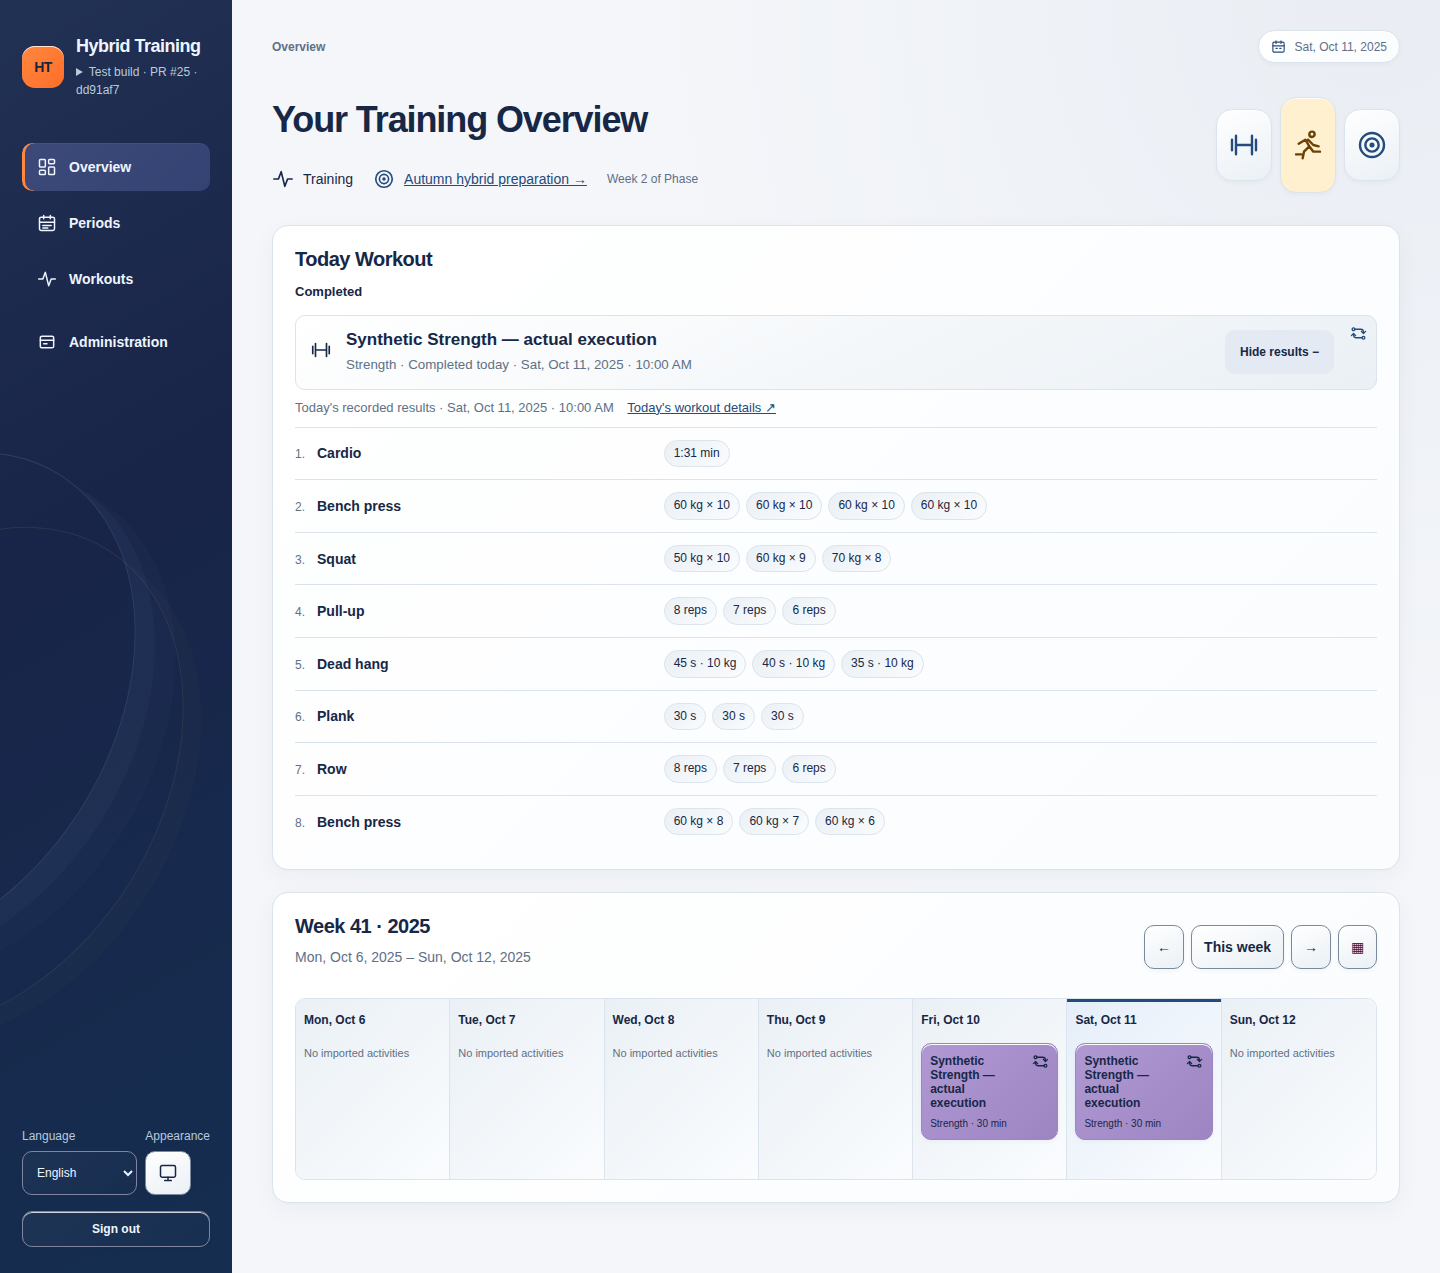 HT
Hybrid Training
▶ Test build · PR #25 ·
dd91af7
Overview
Periods
Workouts
Administration
Language
Appearance
English
Sign out
Overview
Sat, Oct 11, 2025
Your Training Overview
Training
Autumn hybrid preparation →
Week 2 of Phase
Today Workout
Completed
Synthetic Strength — actual execution
Strength · Completed today · Sat, Oct 11, 2025 · 10:00 AM
Hide results −
Today's recorded results · Sat, Oct 11, 2025 · 10:00 AM Today's workout details ↗
1. Cardio 1:31 min
2. Bench press 60 kg × 10 60 kg × 10 60 kg × 10 60 kg × 10
3. Squat 50 kg × 10 60 kg × 9 70 kg × 8
4. Pull-up 8 reps 7 reps 6 reps
5. Dead hang 45 s · 10 kg 40 s · 10 kg 35 s · 10 kg
6. Plank 30 s 30 s 30 s
7. Row 8 reps 7 reps 6 reps
8. Bench press 60 kg × 8 60 kg × 7 60 kg × 6
Week 41 · 2025
Mon, Oct 6, 2025 – Sun, Oct 12, 2025
← This week →
Mon, Oct 6
No imported activities
Tue, Oct 7
No imported activities
Wed, Oct 8
No imported activities
Thu, Oct 9
No imported activities
Fri, Oct 10
Synthetic
Strength —
actual
execution
Strength · 30 min
Sat, Oct 11
Synthetic
Strength —
actual
execution
Strength · 30 min
Sun, Oct 12
No imported activities